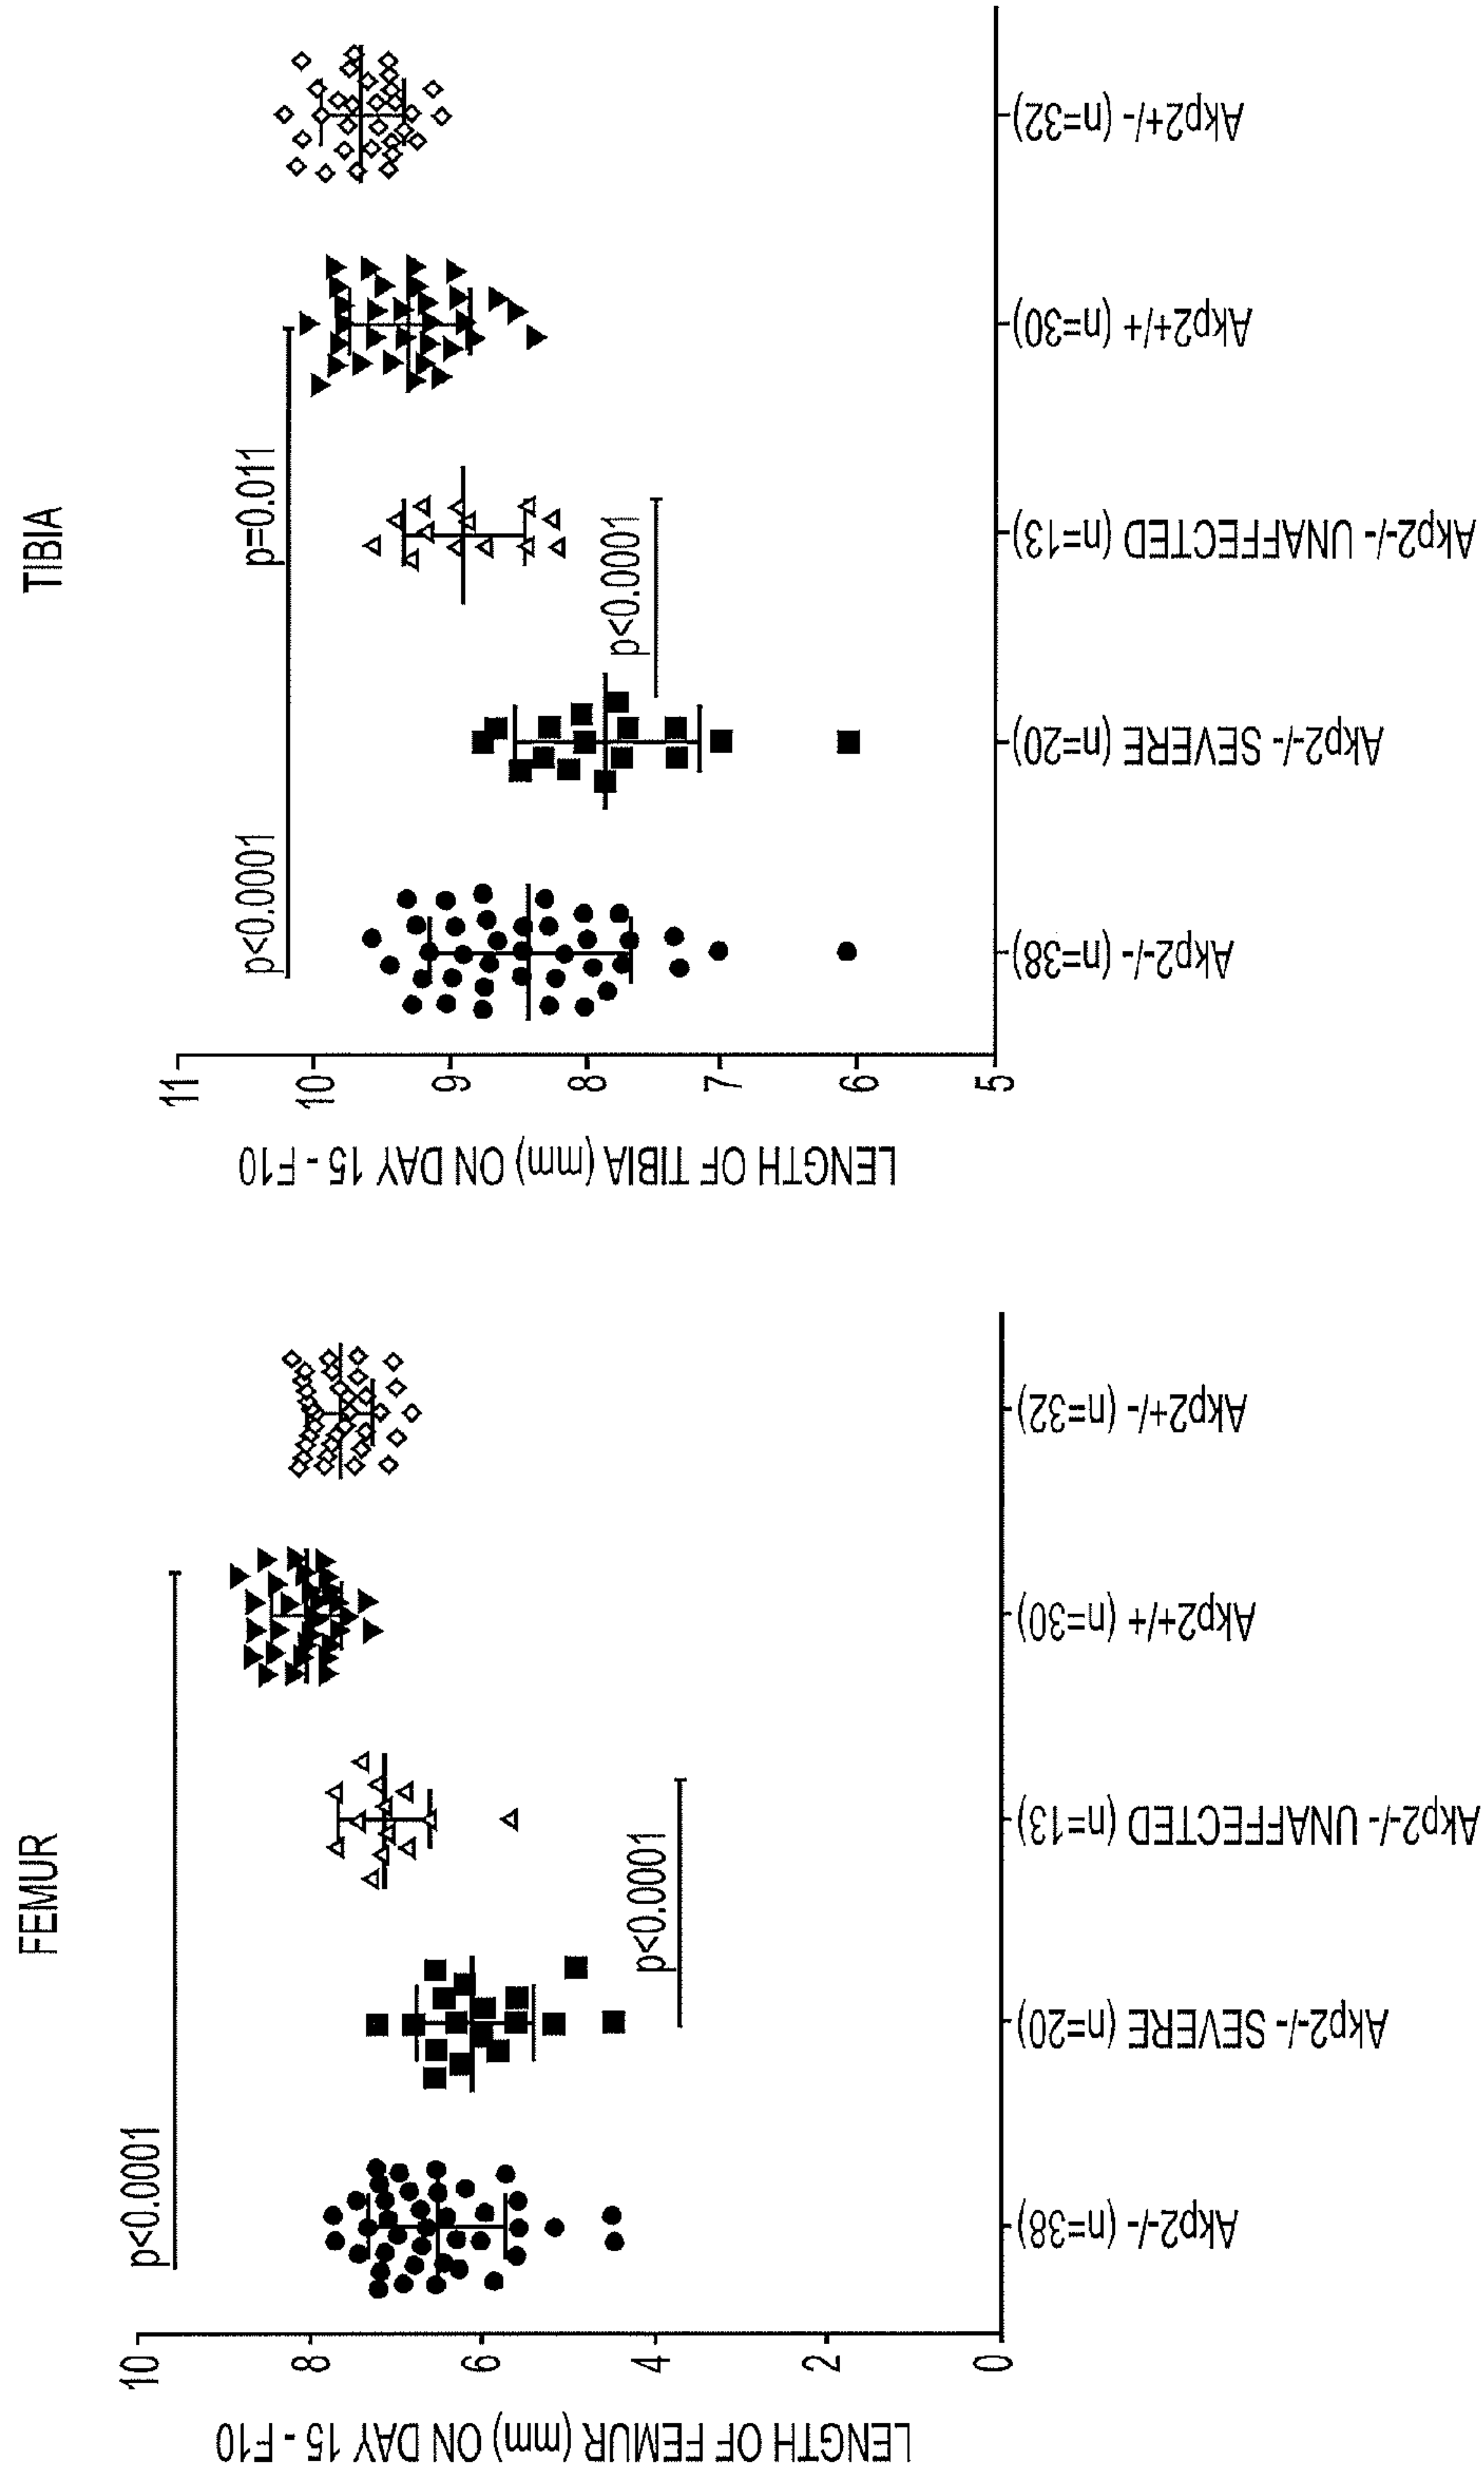 FEMUR
p<0.0001
p<0.0001
10
8
6
4
2
0
LENGTH OF FEMUR (mm) ON DAY 15 - F10
Akp2-/- (n=38)
Akp2-/- SEVERE (n=20)
Akp2-/- UNAFFECTED (n=13)
Akp2+/+ (n=30)
Akp2+/- (n=32)
TIBIA
p<0.0001
p=0.011
p<0.0001
11
10
9
8
7
6
5
LENGTH OF TIBIA (mm) ON DAY 15 - F10
Akp2-/- (n=38)
Akp2-/- SEVERE (n=20)
Akp2-/- UNAFFECTED (n=13)
Akp2+/+ (n=30)
Akp2+/- (n=32)